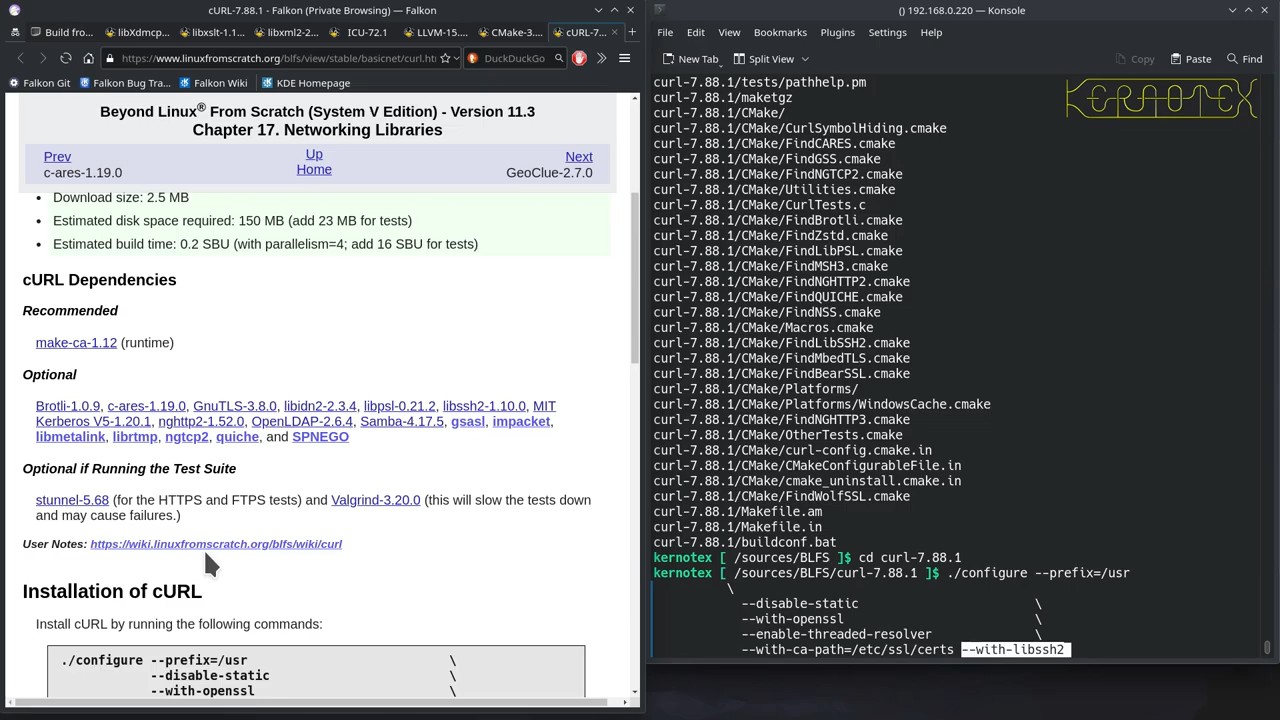 cURL-7.88.1 - Falkon (Private Browsing) — Falkon
Build fro...
libXdmcp...
libxslt-1.1...
libxml2-2...
ICU-72.1
LLVM-15....
CMake-3....
cURL-7...
https://www.linuxfromscratch.org/blfs/view/stable/basicnet/curl.ht
DuckDuckGo
Falkon Git
Falkon Bug Tra...
Falkon Wiki
KDE Homepage
Beyond Linux® From Scratch (System V Edition) - Version 11.3
Chapter 17. Networking Libraries
Prev
Up
Next
c-ares-1.19.0
Home
GeoClue-2.7.0
• Download size: 2.5 MB
• Estimated disk space required: 150 MB (add 23 MB for tests)
• Estimated build time: 0.2 SBU (with parallelism=4; add 16 SBU for tests)
cURL Dependencies
Recommended
make-ca-1.12 (runtime)
Optional
Brotli-1.0.9, c-ares-1.19.0, GnuTLS-3.8.0, libidn2-2.3.4, libpsl-0.21.2, libssh2-1.10.0, MIT
Kerberos V5-1.20.1, nghttp2-1.52.0, OpenLDAP-2.6.4, Samba-4.17.5, gsasl, impacket,
libmetalink, librtmp, ngtcp2, quiche, and SPNEGO
Optional if Running the Test Suite
stunnel-5.68 (for the HTTPS and FTPS tests) and Valgrind-3.20.0 (this will slow the tests down
and may cause failures.)
User Notes: https://wiki.linuxfromscratch.org/blfs/wiki/curl
Installation of cURL
Install cURL by running the following commands:
./configure --prefix=/usr \
--disable-static \
--with-openssl \
() 192.168.0.220 — Konsole
File Edit View Bookmarks Plugins Settings Help
New Tab Split View Copy Paste Find
KERNOTEX
curl-7.88.1/tests/pathhelp.pm
curl-7.88.1/maketgz
curl-7.88.1/CMake/
curl-7.88.1/CMake/CurlSymbolHiding.cmake
curl-7.88.1/CMake/FindCARES.cmake
curl-7.88.1/CMake/FindGSS.cmake
curl-7.88.1/CMake/FindNGTCP2.cmake
curl-7.88.1/CMake/Utilities.cmake
curl-7.88.1/CMake/CurlTests.c
curl-7.88.1/CMake/FindBrotli.cmake
curl-7.88.1/CMake/FindZstd.cmake
curl-7.88.1/CMake/FindLibPSL.cmake
curl-7.88.1/CMake/FindMSH3.cmake
curl-7.88.1/CMake/FindNGHTTP2.cmake
curl-7.88.1/CMake/FindQUICHE.cmake
curl-7.88.1/CMake/FindNSS.cmake
curl-7.88.1/CMake/Macros.cmake
curl-7.88.1/CMake/FindLibSSH2.cmake
curl-7.88.1/CMake/FindMbedTLS.cmake
curl-7.88.1/CMake/FindBearSSL.cmake
curl-7.88.1/CMake/Platforms/
curl-7.88.1/CMake/Platforms/WindowsCache.cmake
curl-7.88.1/CMake/FindNGHTTP3.cmake
curl-7.88.1/CMake/OtherTests.cmake
curl-7.88.1/CMake/curl-config.cmake.in
curl-7.88.1/CMake/CMakeConfigurableFile.in
curl-7.88.1/CMake/cmake_uninstall.cmake.in
curl-7.88.1/CMake/FindWolfSSL.cmake
curl-7.88.1/Makefile.am
curl-7.88.1/Makefile.in
curl-7.88.1/buildconf.bat
kernotex [ /sources/BLFS ]$ cd curl-7.88.1
kernotex [ /sources/BLFS/curl-7.88.1 ]$ ./configure --prefix=/usr
\
--disable-static \
--with-openssl \
--enable-threaded-resolver \
--with-ca-path=/etc/ssl/certs --with-libssh2